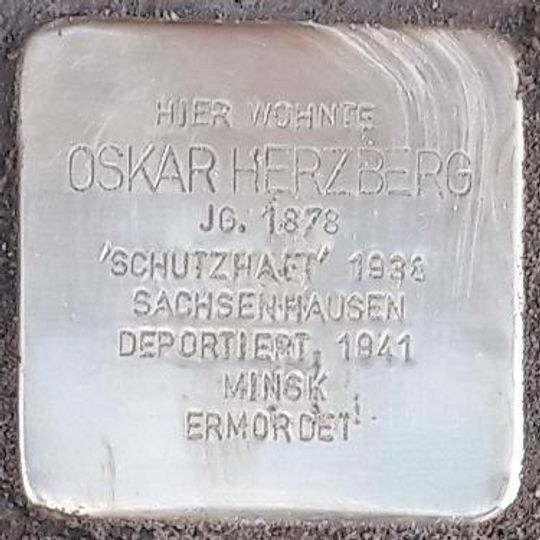 HIER WOHNTE
OSKAR HERZBERG
JG. 1878
'SCHUTZHAFT' 1938
SACHSENHAUSEN
DEPORTIERT 1941
MINSK
ERMORDET